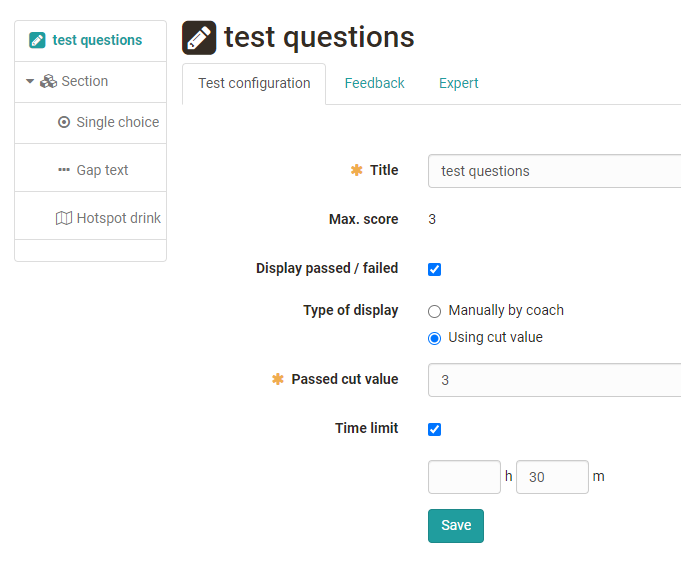 test questions
Section
Single choice
Gap text
Hotspot drink
test questions
Test configuration Feedback Expert
Title test questions
Max. score 3
Display passed / failed
Type of display Manually by coach
Using cut value
Passed cut value 3
Time limit
h 30 m
Save